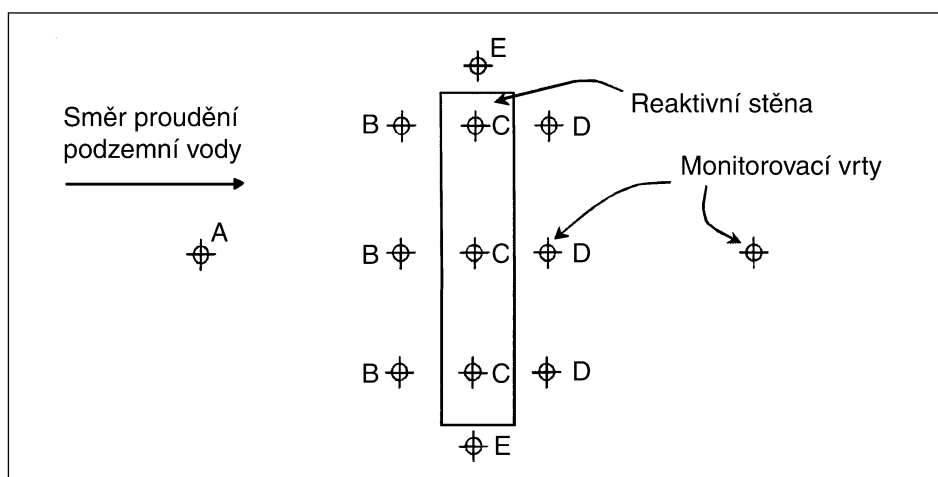 E
Směr proudění
podzemní vody
B
C
D
Reaktivní stěna
Monitorovací vrty
A
B
C
D
B
C
D
E